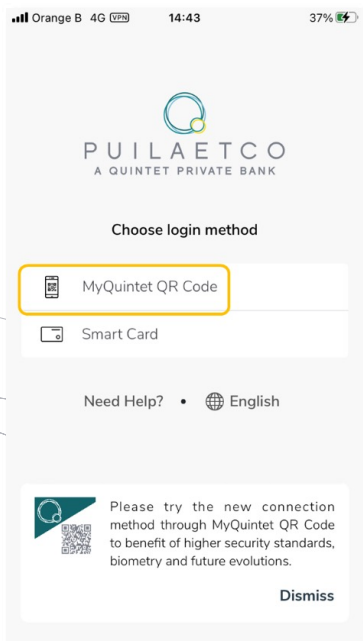 Orange B 4G VPN 14:43 37%
PUILAETCO
A QUINTET PRIVATE BANK
Choose login method
MyQuintet QR Code
Smart Card
Need Help? • English
Please try the new connection
method through MyQuintet QR Code
to benefit of higher security standards,
biometry and future evolutions.
Dismiss